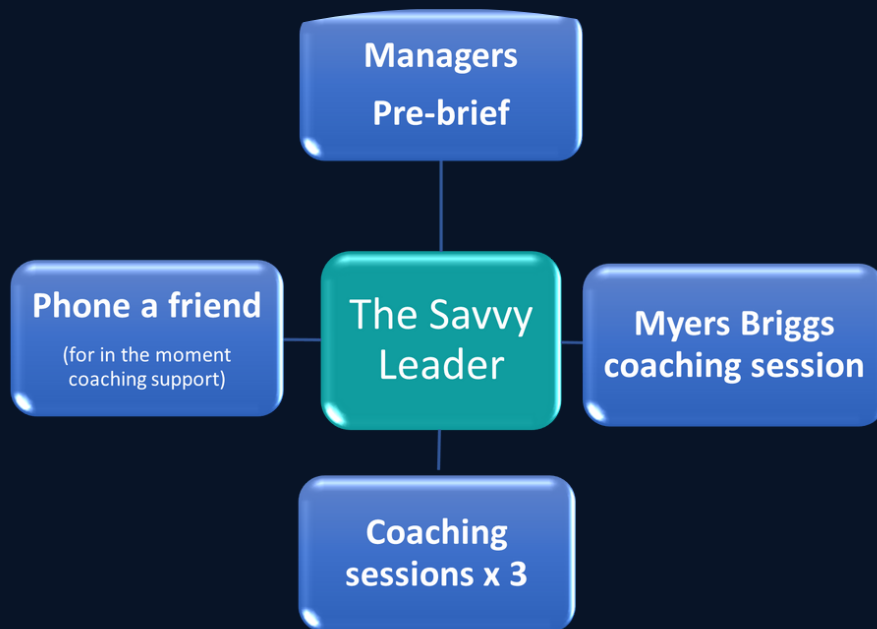 Managers
Pre-brief
Phone a friend
(for in the moment
coaching support)
The Savvy
Leader
Myers Briggs
coaching session
Coaching
sessions x 3